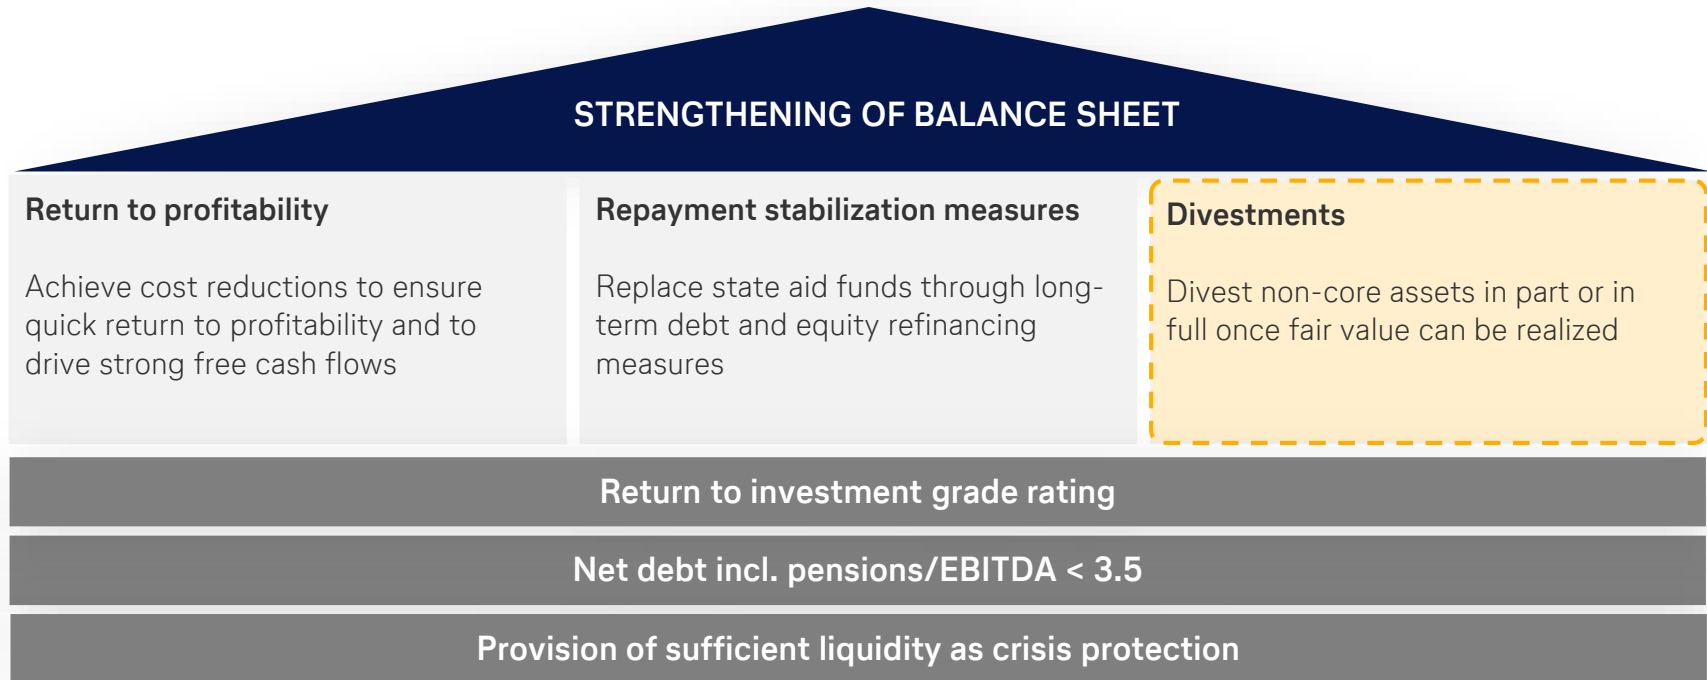 STRENGTHENING OF BALANCE SHEET
Return to profitability
Achieve cost reductions to ensure
quick return to profitability and to
drive strong free cash flows
Repayment stabilization measures
Replace state aid funds through long-
term debt and equity refinancing
measures
Divestments
Divest non-core assets in part or in
full once fair value can be realized
Return to investment grade rating
Net debt incl. pensions/EBITDA < 3.5
Provision of sufficient liquidity as crisis protection